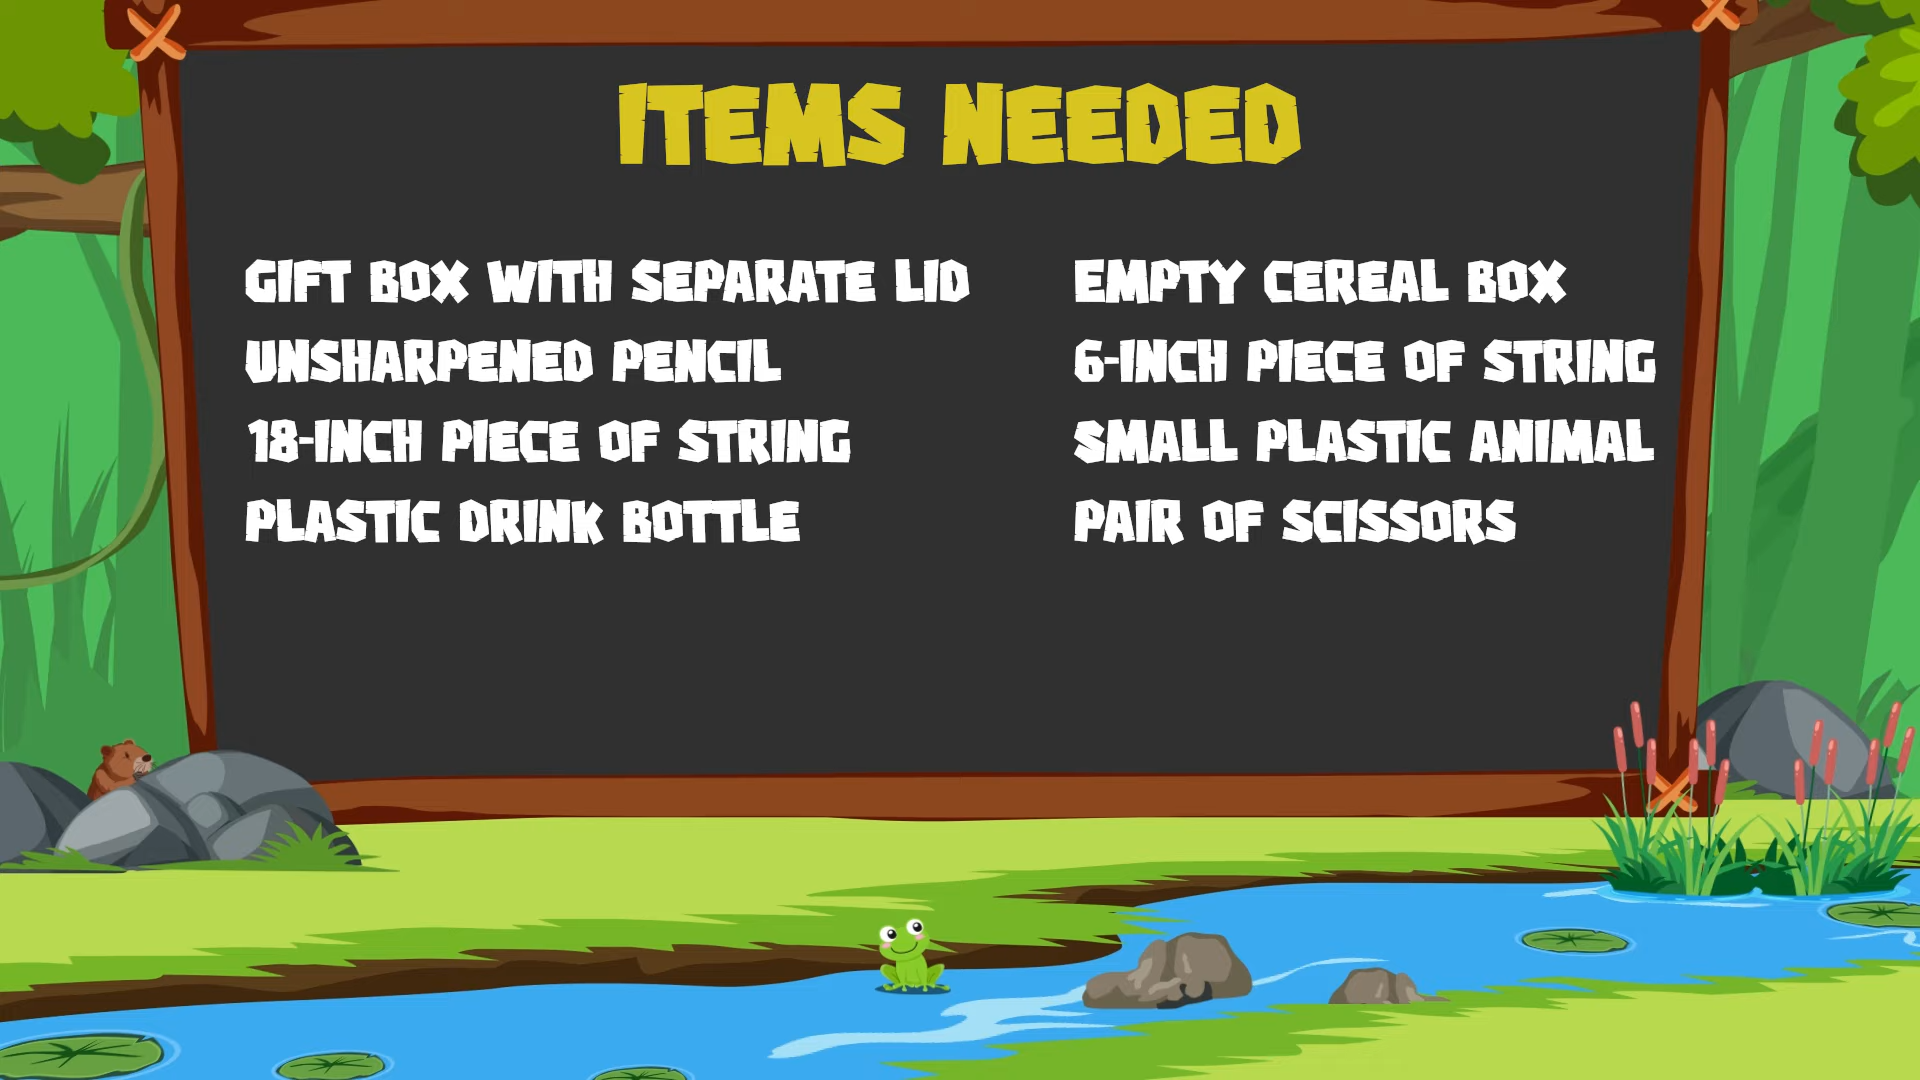 ITEMS NEEDED
GIFT BOX WITH SEPARATE LID
UNSHARPENED PENCIL
18-INCH PIECE OF STRING
PLASTIC DRINK BOTTLE
EMPTY CEREAL BOX
6-INCH PIECE OF STRING
SMALL PLASTIC ANIMAL
PAIR OF SCISSORS